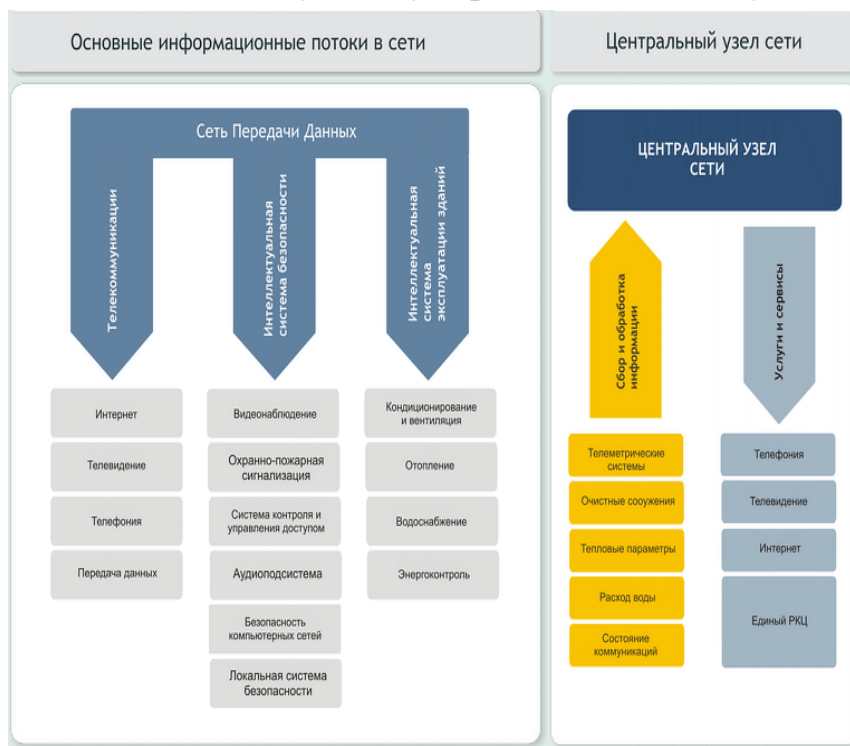 Основные информационные потоки в сети
Сеть Передачи Данных
Телекоммуникации
Интеллектуальная
система безопасности
Интеллектуальная
система
эксплуатации зданий
Интернет
Телевидение
Телефония
Передача данных
Видеонаблюдение
Охранно-пожарная
сигнализация
Система контроля и
управления доступом
Аудиоподсистема
Безопасность
компьютерных сетей
Локальная система
безопасности
Кондиционирование
и вентиляция
Отопление
Водоснабжение
Энергоконтроль
Центральный узел сети
ЦЕНТРАЛЬНЫЙ УЗЕЛ
СЕТИ
Сбор и обработка
информации
Услуги и сервисы
Телеметрические
системы
Очистные сооружения
Тепловые параметры
Расход воды
Состояние
коммуникаций
Телефония
Телевидение
Интернет
Единый РКЦ